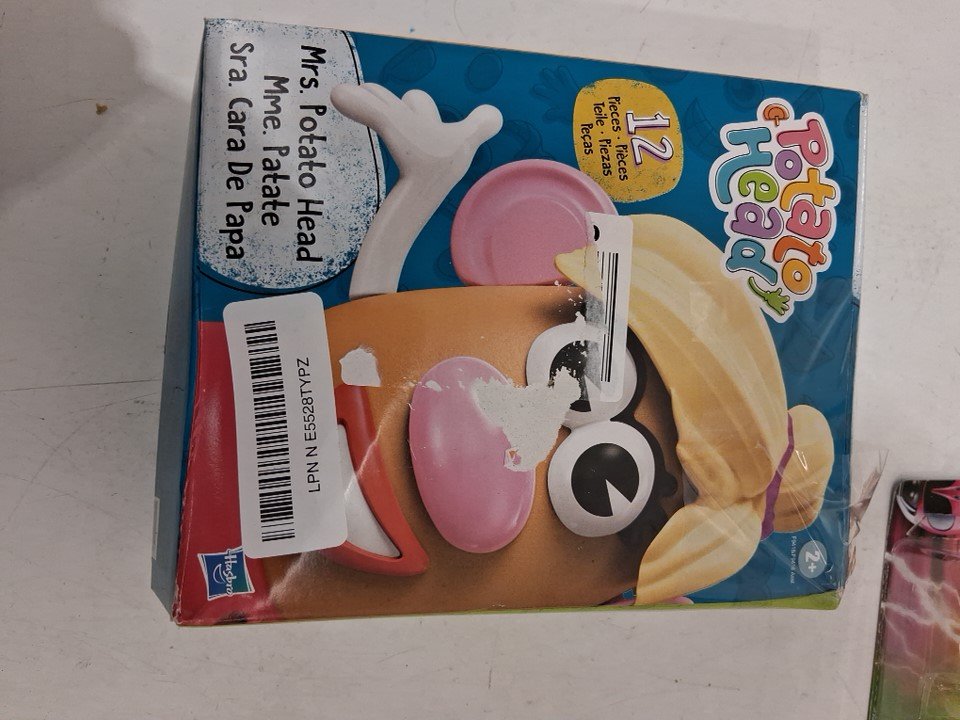 Potato
Head
12
Pieces · Pièces
Teile · Piezas
Peças
Mrs. Potato Head
Mme. Patate
Sra. Cara De Papa
LPN N E5528TYPZ
Hasbro
2+